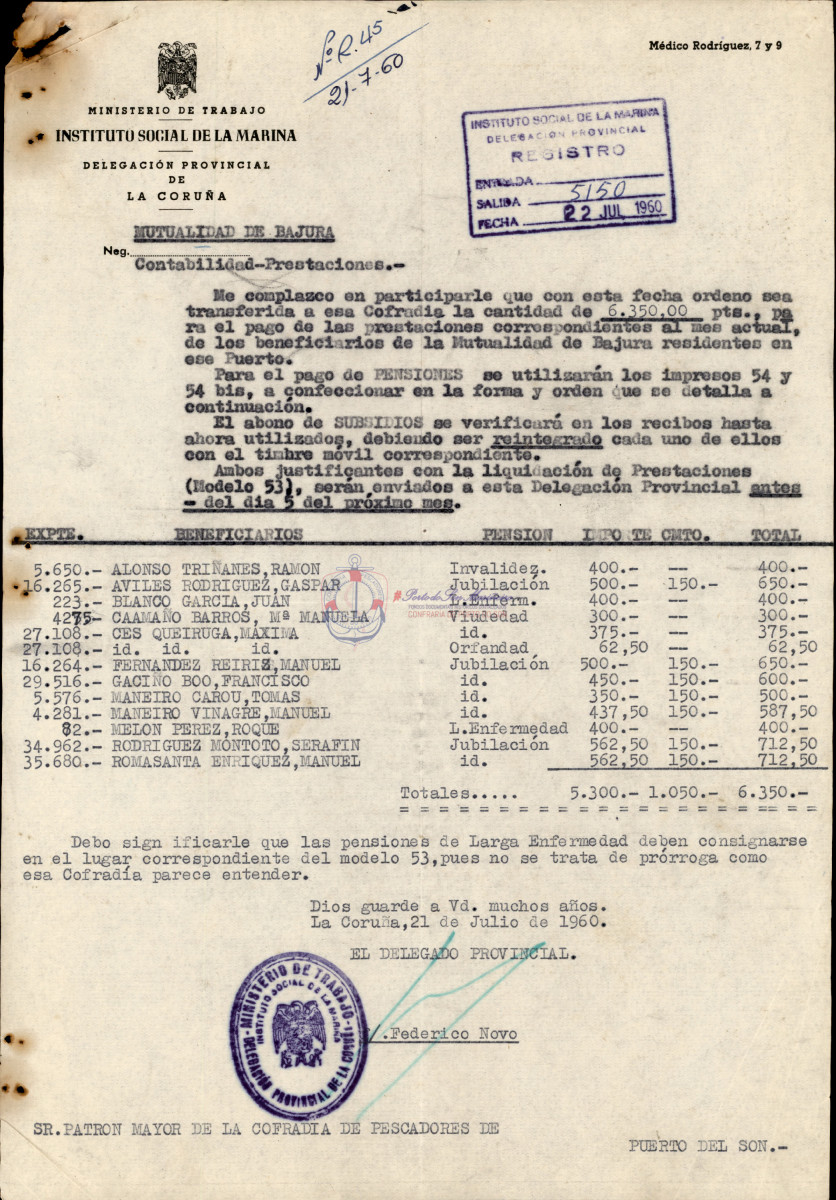 Nº R. 45
21-7-60
Médico Rodríguez, 7 y 9
MINISTERIO DE TRABAJO
INSTITUTO SOCIAL DE LA MARINA
DELEGACIÓN PROVINCIAL
DE
LA CORUÑA
INSTITUTO SOCIAL DE LA MARINA
DELEGACIÓN PROVINCIAL
REGISTRO
ENTRADA
SALIDA 5150
FECHA 22 JUL 1960
MUTUALIDAD DE BAJURA
Neg.
Contabilidad-Prestaciones.-
Me complazco en participarle que con esta fecha ordeno sea
transferida a esa Cofradia la cantidad de 6.350,00 pts., pa
ra el pago de las prestaciones correspondientes al mes actual,
de los beneficiarios de la Mutualidad de Bajura residentes en
ese Puerto.
Para el pago de PENSIONES se utilizarán los impresos 54 y
54 bis, a confeccionar en la forma y orden que se detalla a
continuación.
El abono de SUBSIDIOS se verificará en los recibos hasta
ahora utilizados, debiendo ser reintegrado cada uno de ellos
con el timbre móvil correspondiente.
Ambos justificantes con la liquidación de Prestaciones
(Modelo 53), serán enviados a esta Delegación Provincial antes
- del dia 5 del próximo mes.
EXPTE. BENEFICIARIOS PENSION IMPORTE CMTO. TOTAL
5.650.- ALONSO TRIÑANES,RAMON Invalidez. 400.- -- 400.-
16.265.- AVILES RODRIGUEZ,GASPAR Jubilación 500.- 150.- 650.-
223.- BLANCO GARCIA,JUAN L.Enferm. 400.- -- 400.-
4275- CAAMAÑO BARROS, Mª MANUELA Viudedad 300.- -- 300.-
27.108.- CES QUEIRUGA,MAXIMA id. 375.- -- 375.-
27.108.- id. id. id. Orfandad 62,50 -- 62,50
16.264.- FERNANDEZ REIRIZ,MANUEL Jubilación 500.- 150.- 650.-
29.516.- GACIÑO BOO,FRANCISCO id. 450.- 150.- 600.-
5.576.- MANEIRO CAROU,TOMAS id. 350.- 150.- 500.-
4.281.- MANEIRO VINAGRE,MANUEL id. 437,50 150.- 587,50
82.- MELON PEREZ,ROQUE L.Enfermedad 400.- -- 400.-
34.962.- RODRIGUEZ MONTOTO,SERAFIN Jubilación 562,50 150.- 712,50
35.680.- ROMASANTA ENRIQUEZ,MANUEL id. 562,50 150.- 712,50
Totales..... 5.300.- 1.050.- 6.350.-
Debo sign ificarle que las pensiones de Larga Enfermedad deben consignarse
en el lugar correspondiente del modelo 53,pues no se trata de prórroga como
esa Cofradía parece entender.
Dios guarde a Vd. muchos años.
La Coruña,21 de Julio de 1960.
EL DELEGADO PROVINCIAL.
MINISTERIO DE TRABAJO
INSTITUTO SOCIAL DE LA MARINA
DELEGACIÓN PROVINCIAL DE LA CORUÑA
.Federico Novo
SR.PATRON MAYOR DE LA COFRADIA DE PESCADORES DE
PUERTO DEL SON.-